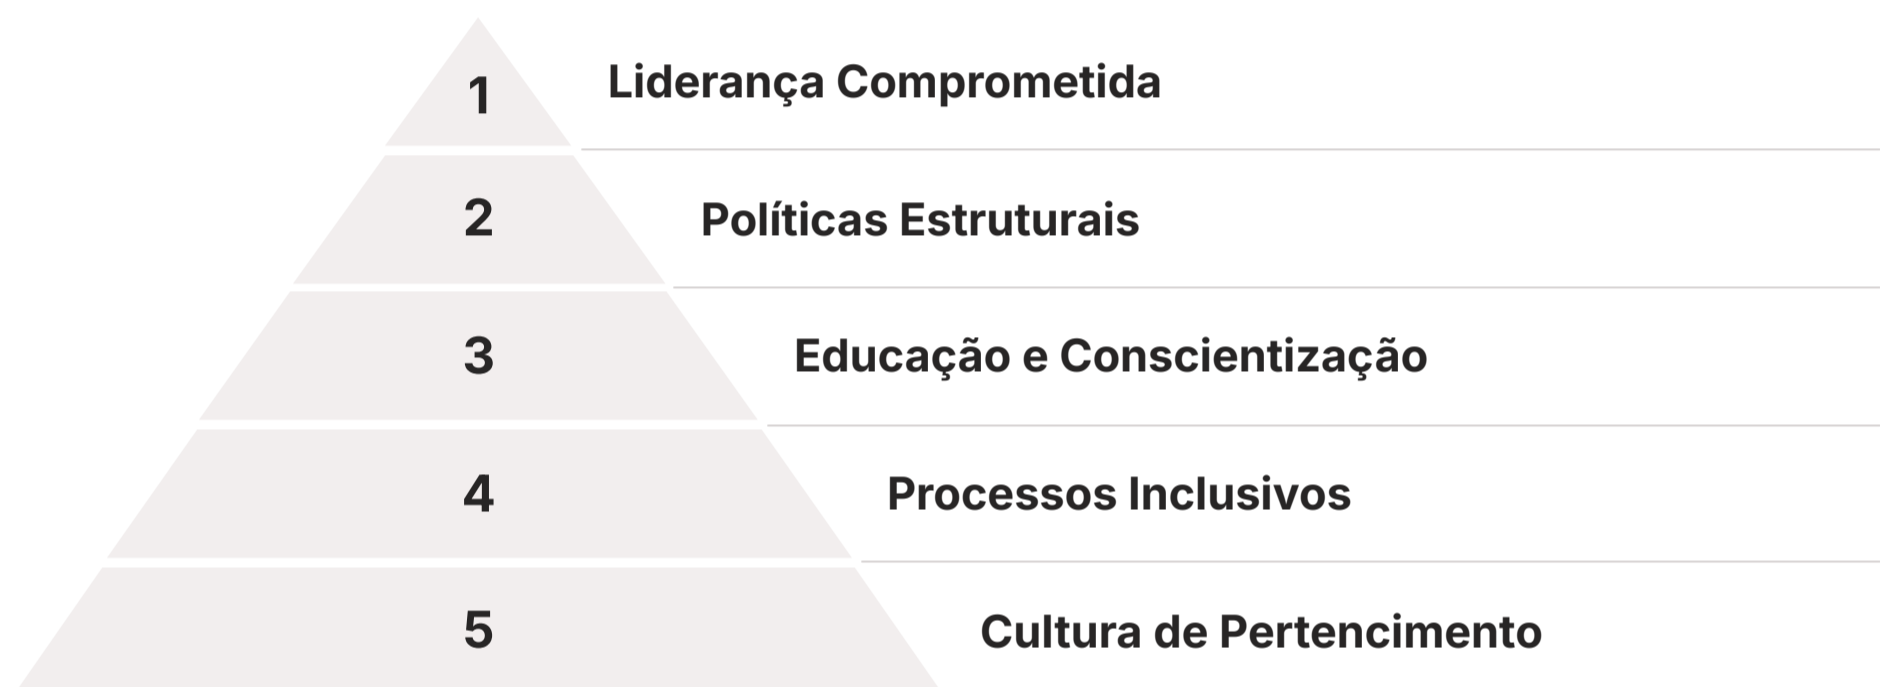 1
Liderança Comprometida
2
Políticas Estruturais
3
Educação e Conscientização
4
Processos Inclusivos
5
Cultura de Pertencimento